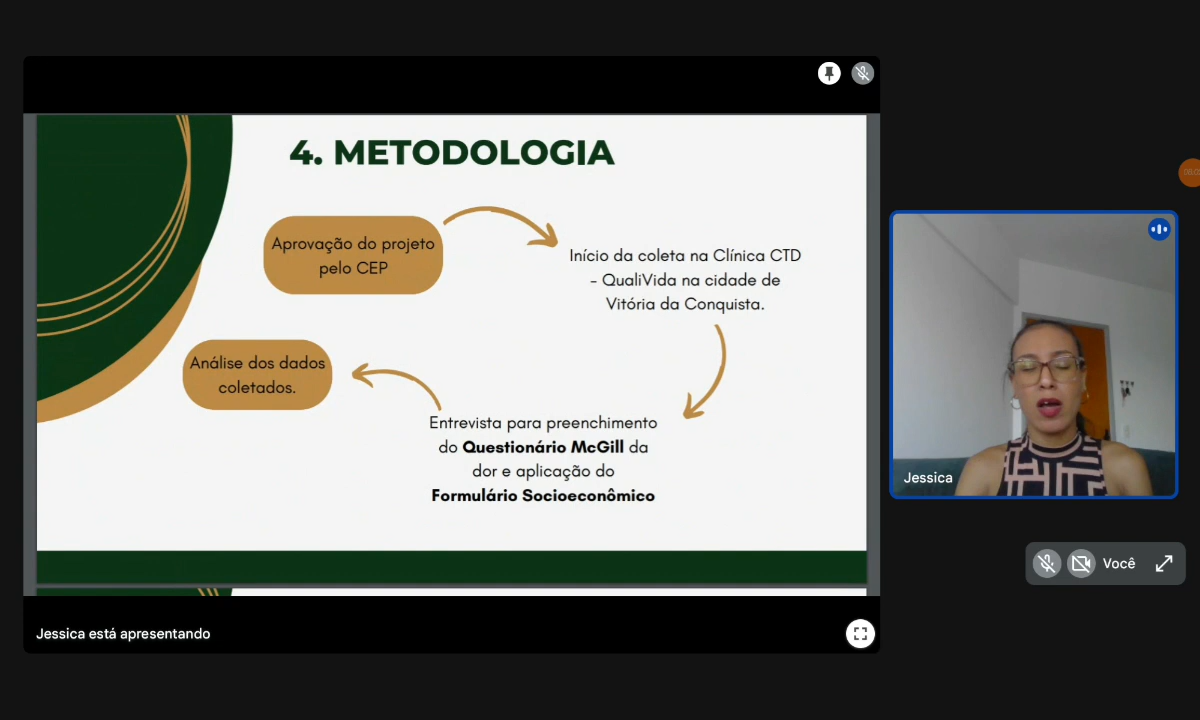 4. METODOLOGIA
Aprovação do projeto
pelo CEP
Início da coleta na Clínica CTD
- QualiVida na cidade de
Vitória da Conquista.
Análise dos dados
coletados.
Entrevista para preenchimento
do Questionário McGill da
dor e aplicação do
Formulário Socioeconômico
Jessica
Você
Jessica está apresentando